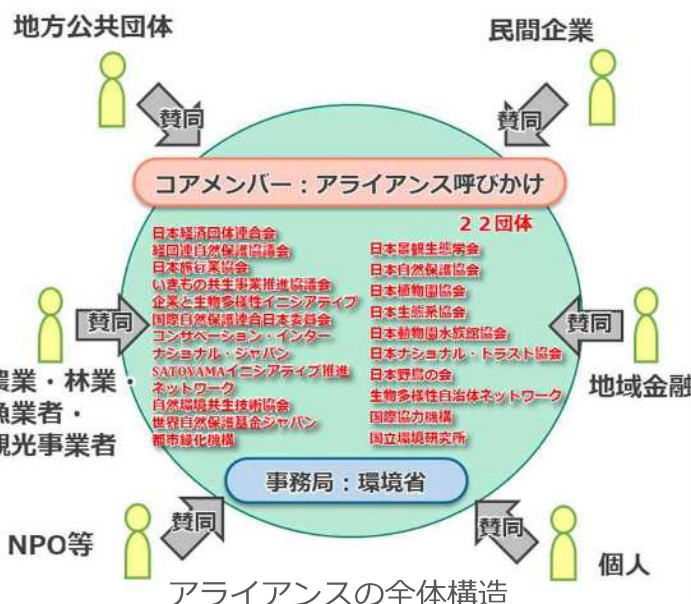 地方公共団体
民間企業
賛同
賛同
コアメンバー：アライアンス呼びかけ
２２団体
日本経済団体連合会
経団連自然保護協議会
日本旅行業協会
いきもの共生事業推進協議会
企業と生物多様性イニシアティブ
国際自然保護連合日本委員会
コンサベーション・インター
ナショナル・ジャパン
SATOYAMAイニシアティブ推進
ネットワーク
自然環境共生技術協会
世界自然保護基金ジャパン
都市緑化機構
日本景観生態学会
日本自然保護協会
日本植物園協会
日本生態系協会
日本動物園水族館協会
日本ナショナル・トラスト協会
日本野鳥の会
生物多様性自治体ネットワーク
国際協力機構
国立環境研究所
賛同
賛同
農業・林業・
漁業者・
観光事業者
地域金融
事務局：環境省
賛同
賛同
NPO等
個人
アライアンスの全体構造